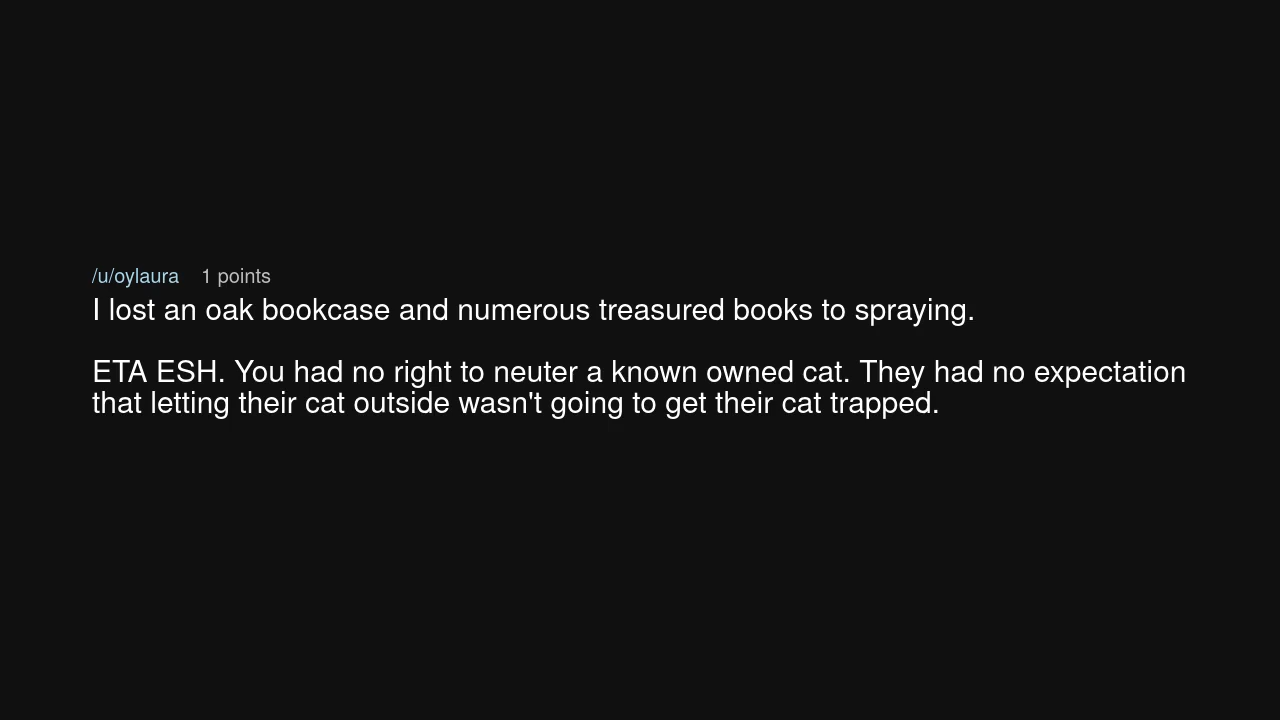 /u/oylaura 1 points
I lost an oak bookcase and numerous treasured books to spraying.
ETA ESH. You had no right to neuter a known owned cat. They had no expectation
that letting their cat outside wasn't going to get their cat trapped.